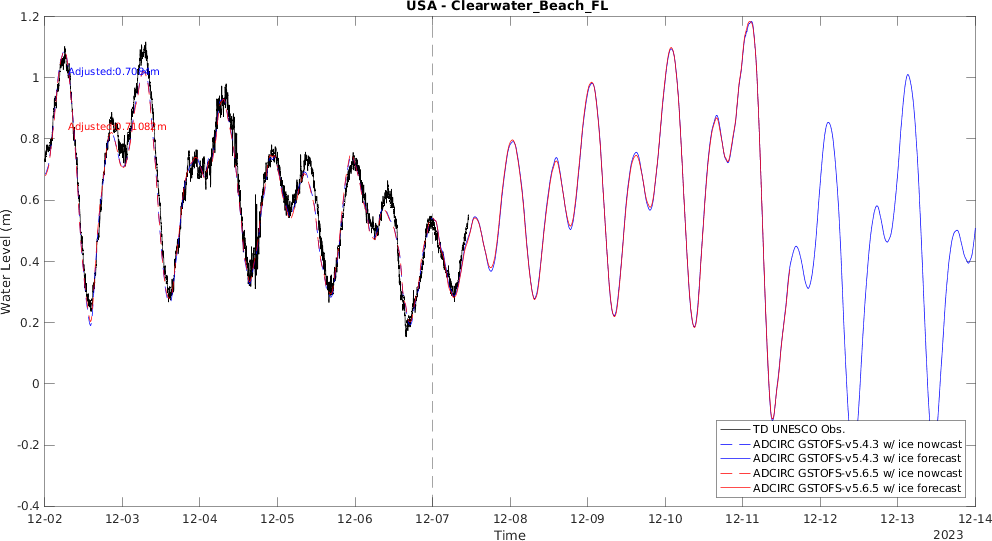 USA - Clearwater_Beach_FL
Water Level (m)
1.2
1
0.8
0.6
0.4
0.2
0
-0.2
-0.4
TD UNESCO Obs.
ADCIRC GSTOFS-v5.4.3 w/ ice nowcast
ADCIRC GSTOFS-v5.4.3 w/ ice forecast
ADCIRC GSTOFS-v5.6.5 w/ ice nowcast
ADCIRC GSTOFS-v5.6.5 w/ ice forecast
12-02 12-03 12-04 12-05 12-06 12-07 12-08 12-09 12-10 12-11 12-12 12-13 12-14
Time
2023